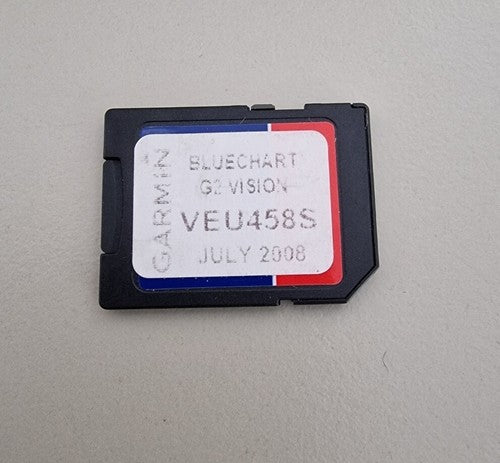 GARMIN
BLUECHART
G2 VISION
VEU458S
JULY 2008